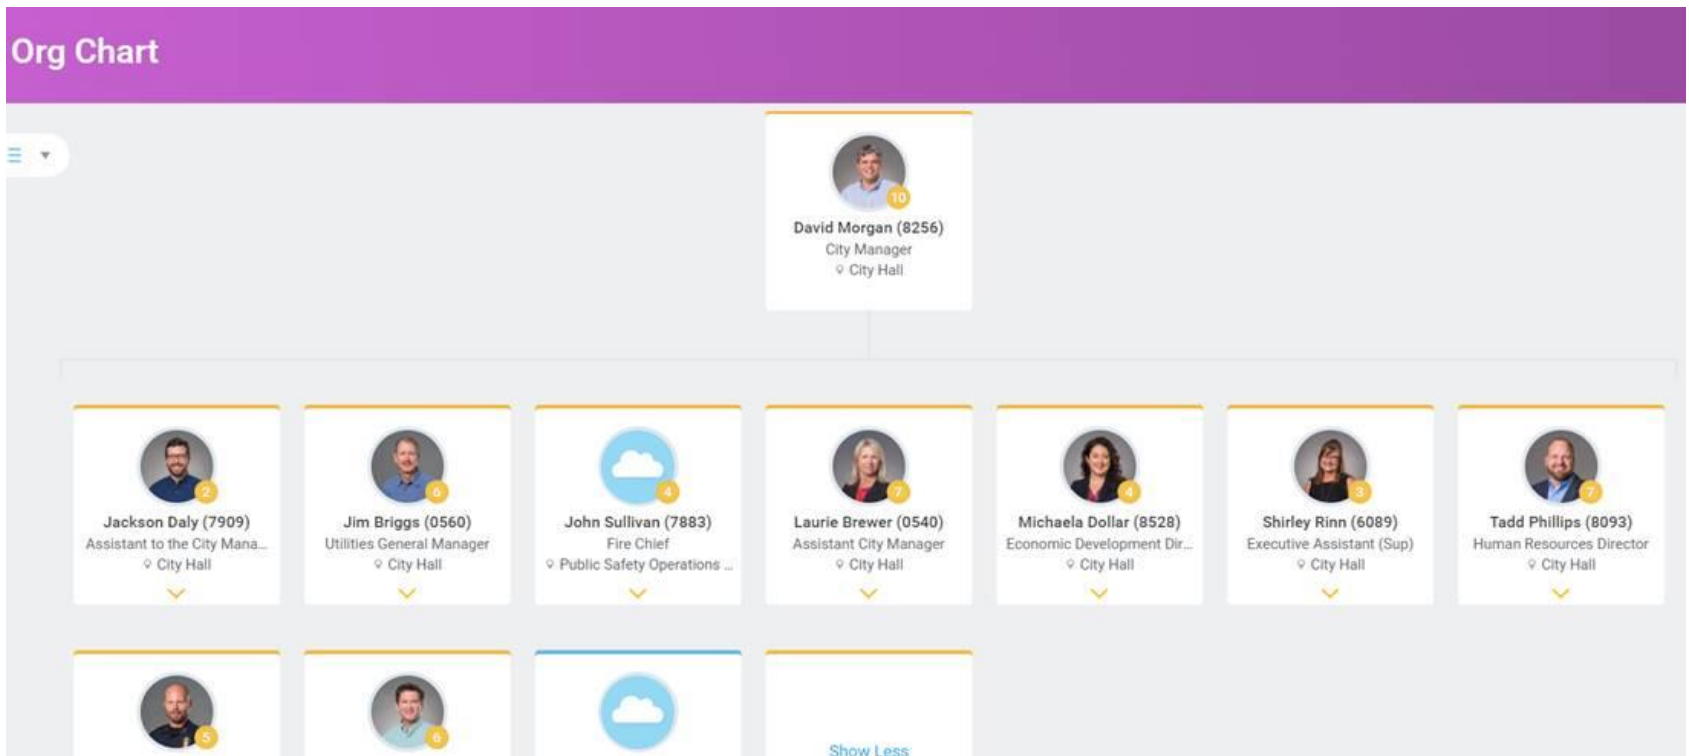 Org Chart
10
David Morgan (8256)
City Manager
City Hall
2
Jackson Daly (7909)
Assistant to the City Mana...
City Hall
6
Jim Briggs (0560)
Utilities General Manager
City Hall
4
John Sullivan (7883)
Fire Chief
Public Safety Operations ...
7
Laurie Brewer (0540)
Assistant City Manager
City Hall
4
Michaela Dollar (8528)
Economic Development Dir...
City Hall
3
Shirley Rinn (6089)
Executive Assistant (Sup)
City Hall
7
Tadd Phillips (8093)
Human Resources Director
City Hall
5
6
Show Less